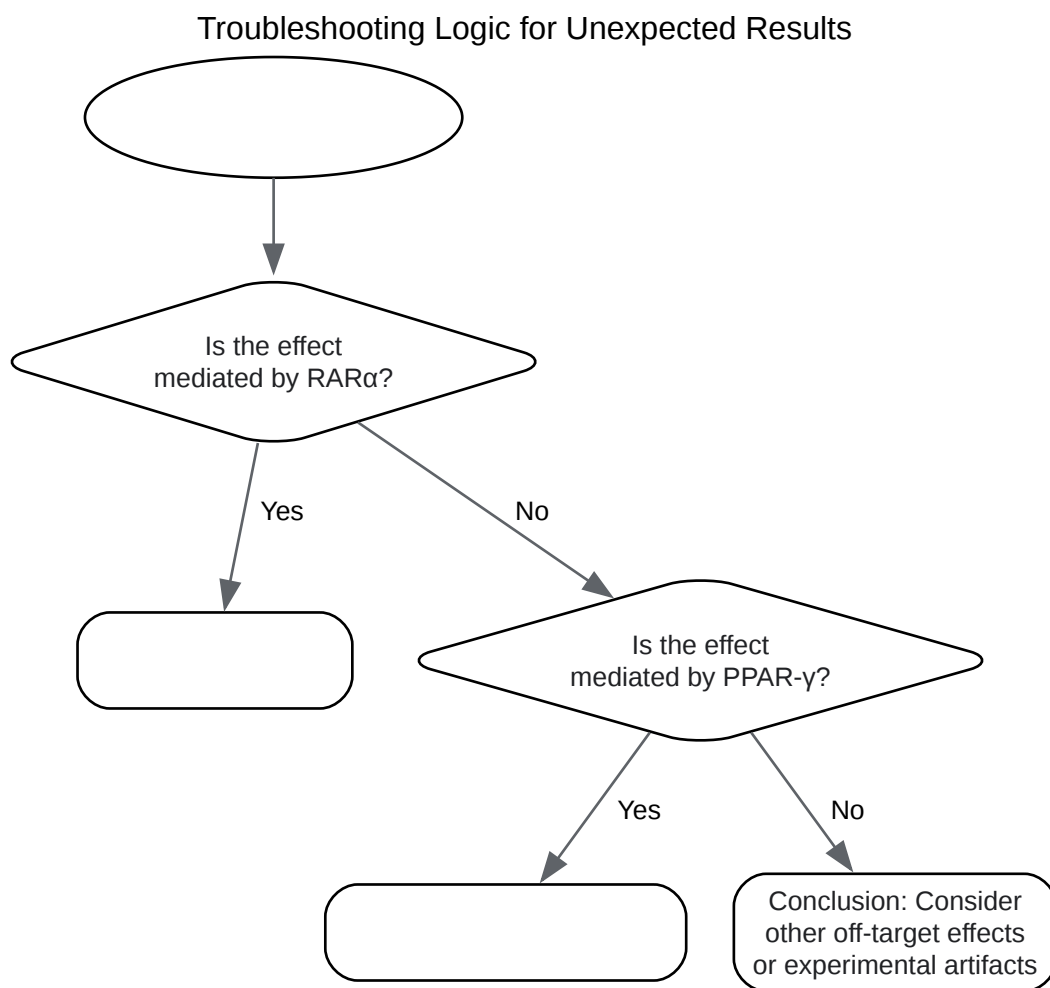 Troubleshooting Logic for Unexpected Results
Is the effect
mediated by RARα?
Yes
No
Is the effect
mediated by PPAR-γ?
Yes
No
Conclusion: Consider
other off-target effects
or experimental artifacts